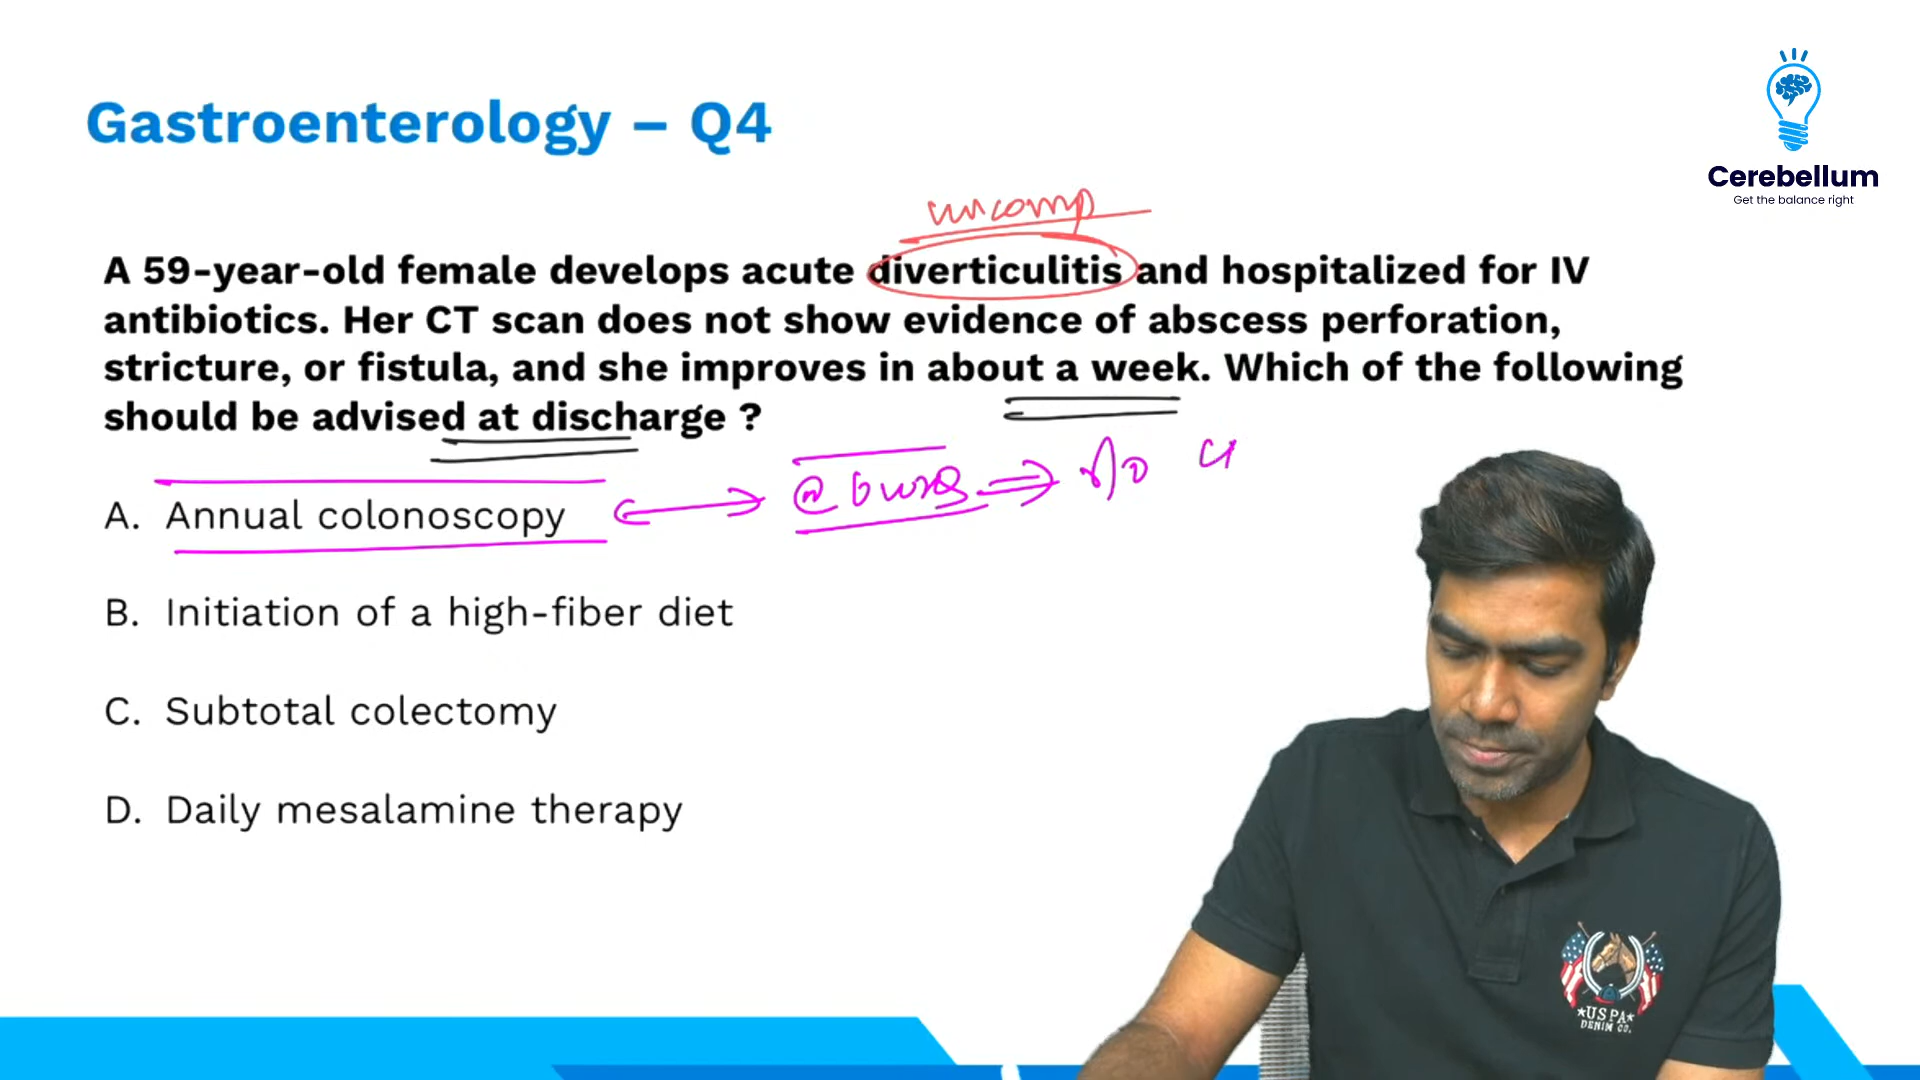 Gastroenterology – Q4
Cerebellum
Get the balance right
uncomp
A 59-year-old female develops acute diverticulitis and hospitalized for IV
antibiotics. Her CT scan does not show evidence of abscess perforation,
stricture, or fistula, and she improves in about a week. Which of the following
should be advised at discharge ?
A. Annual colonoscopy
@ 6 wks r/o
B. Initiation of a high-fiber diet
C. Subtotal colectomy
D. Daily mesalamine therapy
*USPA*
DENIM CO.